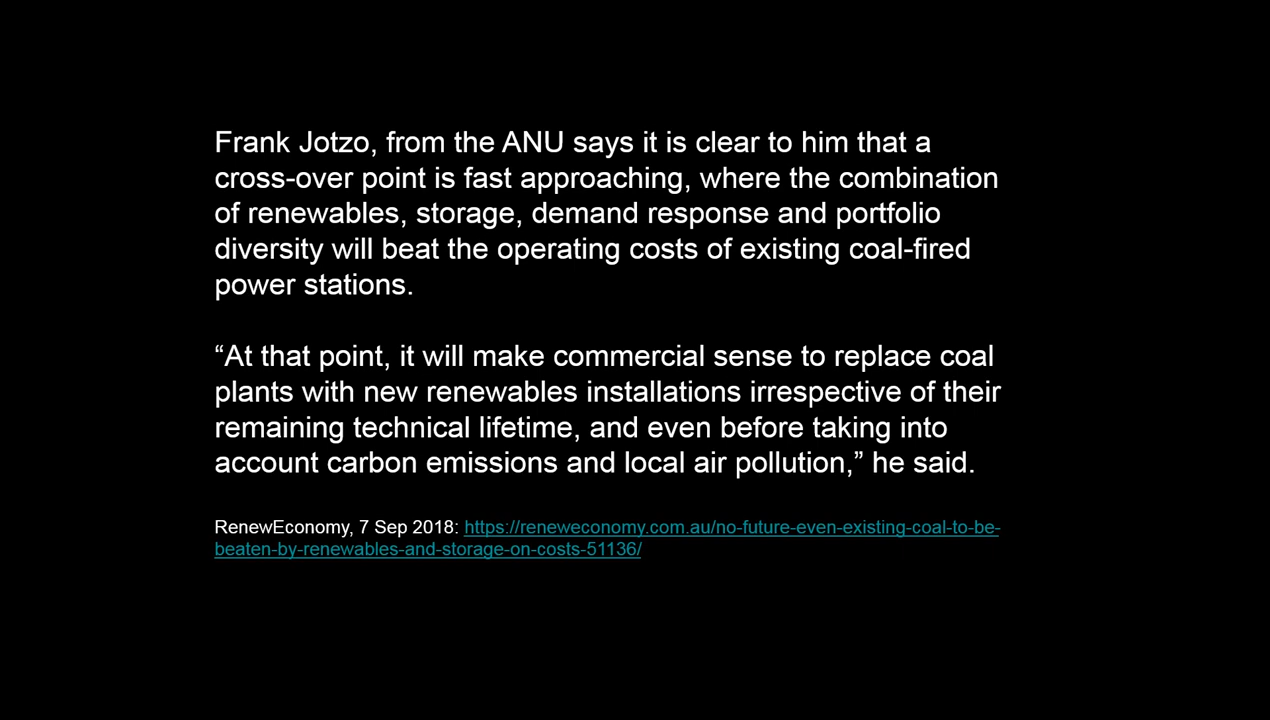 Frank Jotzo, from the ANU says it is clear to him that a
cross-over point is fast approaching, where the combination
of renewables, storage, demand response and portfolio
diversity will beat the operating costs of existing coal-fired
power stations.
“At that point, it will make commercial sense to replace coal
plants with new renewables installations irrespective of their
remaining technical lifetime, and even before taking into
account carbon emissions and local air pollution,” he said.
RenewEconomy, 7 Sep 2018: https://reneweconomy.com.au/no-future-even-existing-coal-to-be-
beaten-by-renewables-and-storage-on-costs-51136/